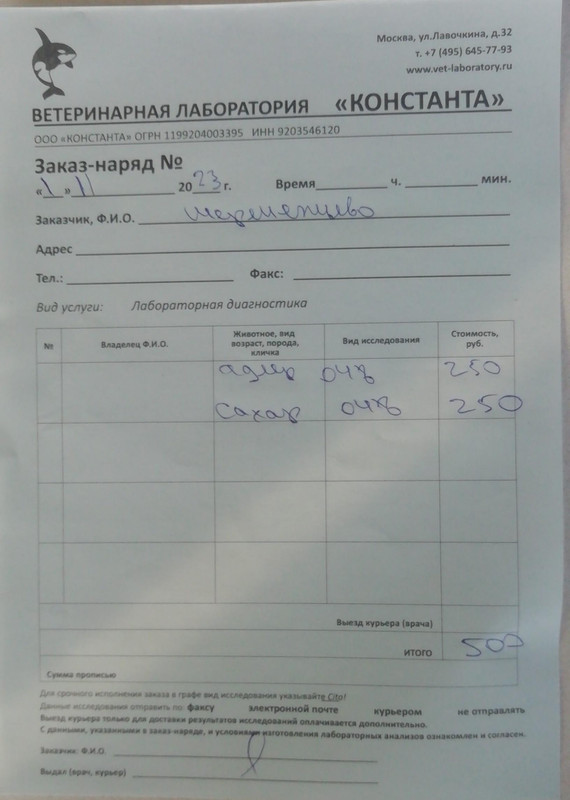 Москва, ул.Лавочкина, д.32
т. +7 (495) 645-77-93
www.vet-laboratory.ru
ВЕТЕРИНАРНАЯ ЛАБОРАТОРИЯ «КОНСТАНТА»
ООО «КОНСТАНТА» ОГРН 1199204003395 ИНН 9203546120
Заказ-наряд №
«1» 11 2023 г. Время ч. мин.
Заказчик, Ф.И.О.
Адрес
Тел.: Факс:
Вид услуги: Лабораторная диагностика
№ Владелец Ф.И.О. Животное, вид возраст, порода, кличка Вид исследования Стоимость, руб.
адлер 250
сахар 250
Выезд курьера (врача)
ИТОГО 500
Сумма прописью
Для срочного исполнения заказа в графе вид исследования указывайте Cito!
Данные исследования отправить по: факсу электронной почте курьером не отправлять
Выезд курьера только для доставки результатов исследований оплачивается дополнительно.
С данными, указанными в заказ-наряде, и условиями изготовления лабораторных анализов ознакомлен и согласен.
Заказчик: Ф.И.О.
Выдал (врач, курьер)